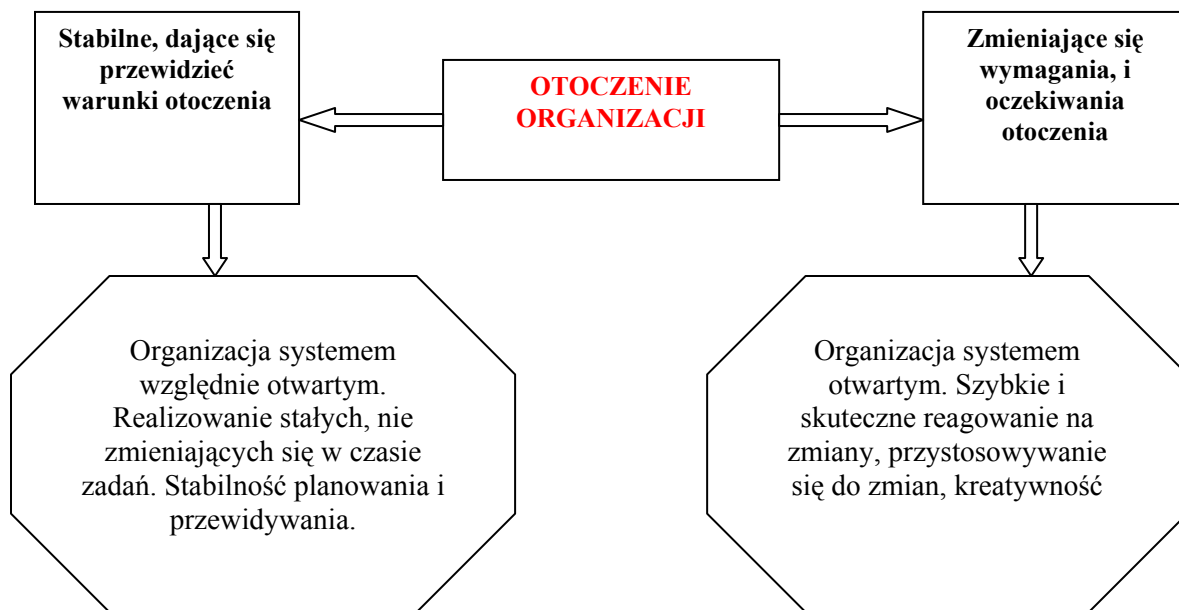 Stabilne, dające się
przewidzieć
warunki otoczenia
OTOCZENIE
ORGANIZACJI
Zmieniające się
wymagania, i
oczekiwania
otoczenia
Organizacja systemem
względnie otwartym.
Realizowanie stałych, nie
zmieniających się w czasie
zadań. Stabilność planowania i
przewidywania.
Organizacja systemem
otwartym. Szybkie i
skuteczne reagowanie na
zmiany, przystosowywanie
się do zmian, kreatywność